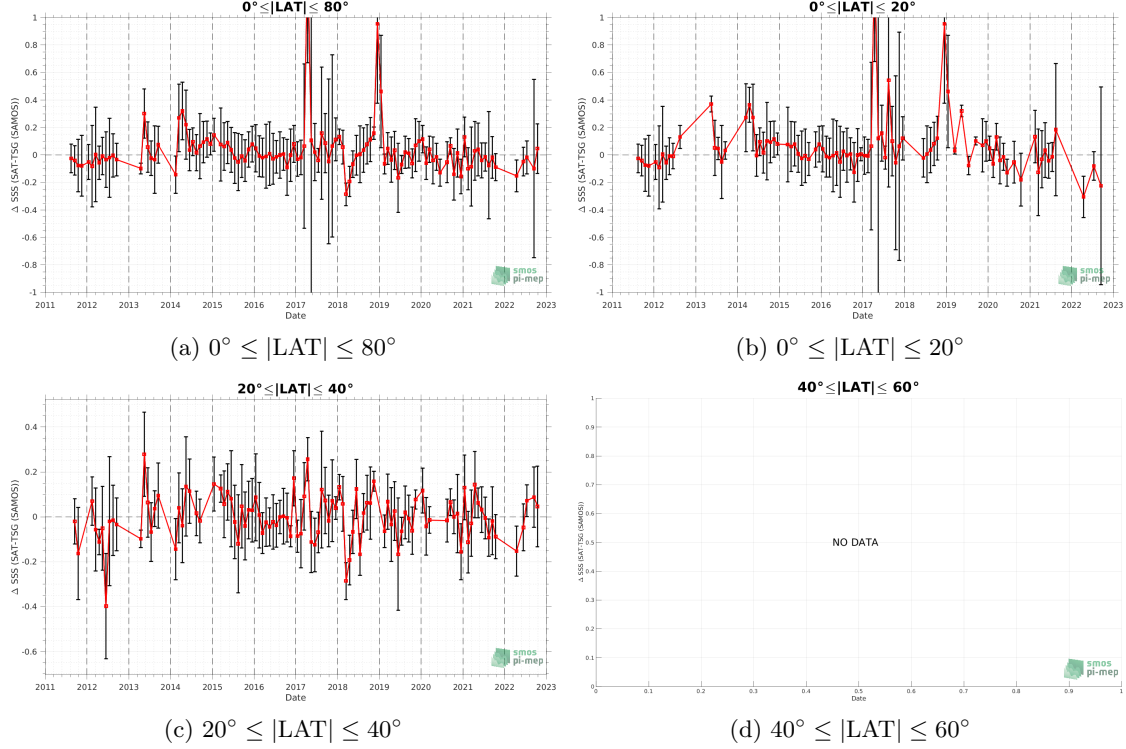 0°≤|LAT|≤ 80°
Δ SSS (SAT-TSG (SAMOS))
1
0.8
0.6
0.4
0.2
0
-0.2
-0.4
-0.6
-0.8
-1
2011 2012 2013 2014 2015 2016 2017 2018 2019 2020 2021 2022 2023
Date
smos
pi-mep
(a) 0° ≤ |LAT| ≤ 80°
0°≤|LAT|≤ 20°
Δ SSS (SAT-TSG (SAMOS))
1
0.8
0.6
0.4
0.2
0
-0.2
-0.4
-0.6
-0.8
-1
2011 2012 2013 2014 2015 2016 2017 2018 2019 2020 2021 2022 2023
Date
smos
pi-mep
(b) 0° ≤ |LAT| ≤ 20°
20°≤|LAT|≤ 40°
Δ SSS (SAT-TSG (SAMOS))
0.4
0.2
0
-0.2
-0.4
-0.6
2011 2012 2013 2014 2015 2016 2017 2018 2019 2020 2021 2022 2023
Date
smos
pi-mep
(c) 20° ≤ |LAT| ≤ 40°
40°≤|LAT|≤ 60°
Δ SSS (SAT-TSG (SAMOS))
1
0.9
0.8
0.7
0.6
0.5
0.4
0.3
0.2
0.1
0
NO DATA
0 0.1 0.2 0.3 0.4 0.5 0.6 0.7 0.8 0.9 1
Date
smos
pi-mep
(d) 40° ≤ |LAT| ≤ 60°